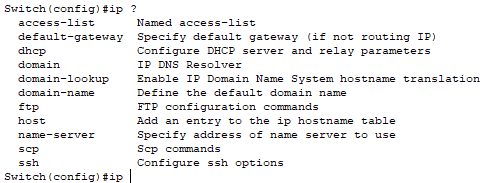 Switch(config)#ip ?
access-list Named access-list
default-gateway Specify default gateway (if not routing IP)
dhcp Configure DHCP server and relay parameters
domain IP DNS Resolver
domain-lookup Enable IP Domain Name System hostname translation
domain-name Define the default domain name
ftp FTP configuration commands
host Add an entry to the ip hostname table
name-server Specify address of name server to use
scp Scp commands
ssh Configure ssh options
Switch(config)#ip